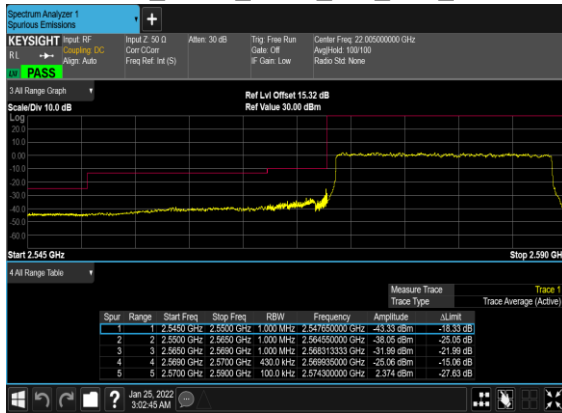 Spectrum Analyzer 1
Spurious Emissions
+
KEYSIGHT Input: RF Input Z: 50 Ω Atten: 30 dB Trig: Free Run Center Freq: 22.005000000 GHz
RL Coupling: DC Corr CCorr Gate: Off Avg|Hold: 100/100
Align: Auto Freq Ref: Int (S) IF Gain: Low Radio Std: None
PASS
3 All Range Graph
Ref Lvl Offset 15.32 dB
Scale/Div 10.0 dB Ref Value 30.00 dBm
Log
20.0
10.0
0.00
-10.0
-20.0
-30.0
-40.0
-50.0
-60.0
Start 2.545 GHz Stop 2.590 GHz
4 All Range Table
Measure Trace Trace 1
Trace Type Trace Average (Active)
Spur Range Start Freq Stop Freq RBW Frequency Amplitude ΔLimit
1 1 2.5450 GHz 2.5500 GHz 1.000 MHz 2.547650000 GHz -43.33 dBm -18.33 dB
2 2 2.5500 GHz 2.5650 GHz 1.000 MHz 2.564550000 GHz -38.05 dBm -25.05 dB
3 3 2.5650 GHz 2.5690 GHz 1.000 MHz 2.568313333 GHz -31.99 dBm -21.99 dB
4 4 2.5690 GHz 2.5700 GHz 430.0 kHz 2.569935000 GHz -25.06 dBm -15.06 dB
5 5 2.5700 GHz 2.5900 GHz 100.0 kHz 2.574300000 GHz 2.374 dBm -27.63 dB
?
Jan 25, 2022
3:02:45 AM